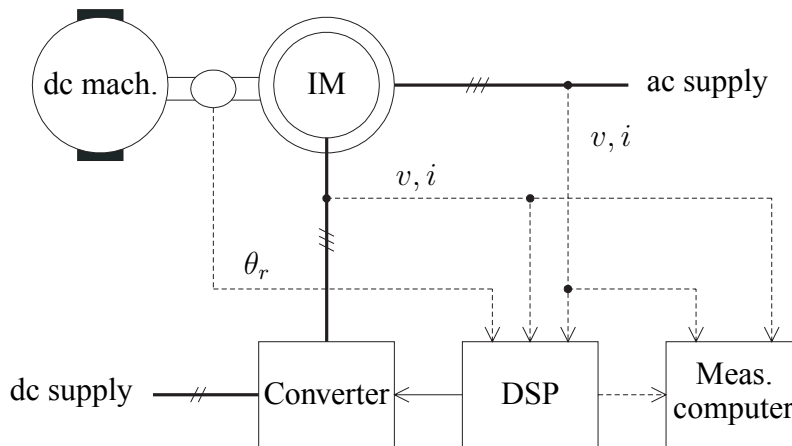 dc mach.
IM
ac supply
v, i
v, i
θr
dc supply
Converter
DSP
Meas.
computer